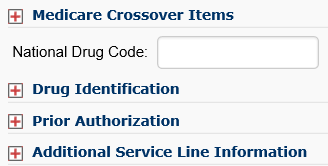 Medicare Crossover Items
National Drug Code:
Drug Identification
Prior Authorization
Additional Service Line Information